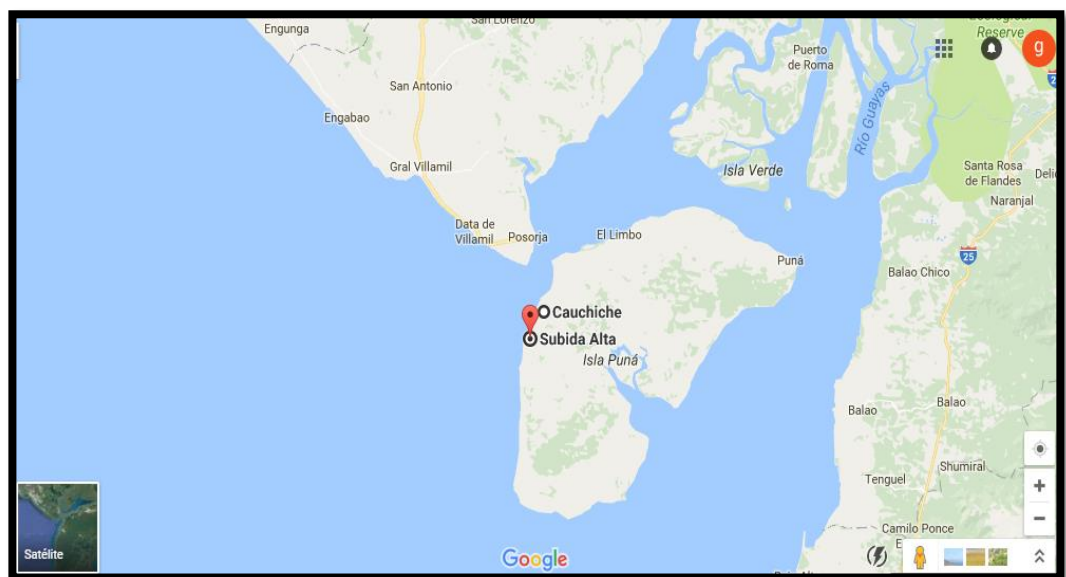 San Lorenzo
Ecological
Reserve
g
Engunga
Puerto
de Roma
San Antonio
Río Guayas
Engabao
Gral Villamil
Isla Verde
Santa Rosa
de Flandes
Naranjal
Data de
Villamil
Posorja
El Limbo
Puná
25
Balao Chico
Cauchiche
Subida Alta
Isla Puná
Balao
Balao
Shumiral
Tenguel
+
−
Camilo Ponce
E
Satélite
Google